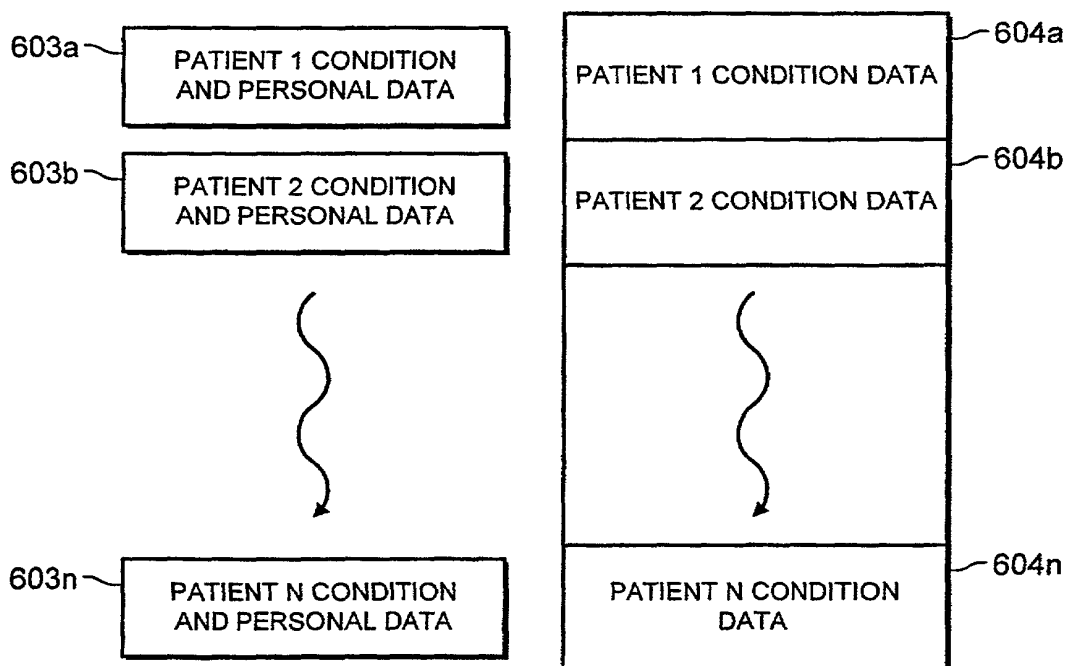 603a
PATIENT 1 CONDITION
AND PERSONAL DATA
603b
PATIENT 2 CONDITION
AND PERSONAL DATA
603n
PATIENT N CONDITION
AND PERSONAL DATA
604a
PATIENT 1 CONDITION DATA
604b
PATIENT 2 CONDITION DATA
604n
PATIENT N CONDITION
DATA